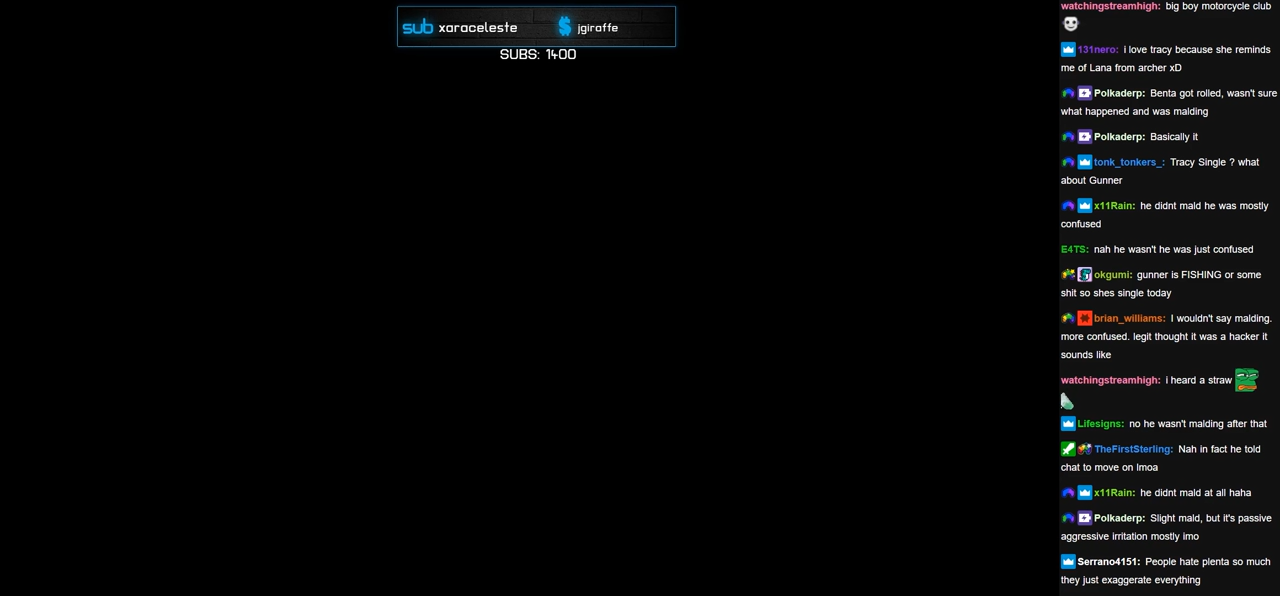 sub xaraceleste $ jgiraffe
SUBS: 1400
watchingstreamhigh: big boy motorcycle club
131nero: i love tracy because she reminds
me of Lana from archer xD
Polkaderp: Benta got rolled, wasn't sure
what happened and was malding
Polkaderp: Basically it
tonk_tonkers_: Tracy Single ? what
about Gunner
x11Rain: he didnt mald he was mostly
confused
E4TS: nah he wasn't he was just confused
okgumi: gunner is FISHING or some
shit so shes single today
brian_williams: I wouldn't say malding.
more confused. legit thought it was a hacker it
sounds like
watchingstreamhigh: i heard a straw
Lifesigns: no he wasn't malding after that
TheFirstSterling: Nah in fact he told
chat to move on lmoa
x11Rain: he didnt mald at all haha
Polkaderp: Slight mald, but it's passive
aggressive irritation mostly imo
Serrano4151: People hate plenta so much
they just exaggerate everything